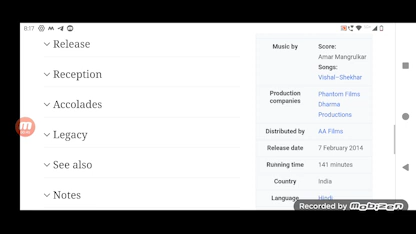 8:17
Release
Reception
Accolades
Legacy
See also
Notes
Music by
Score:
Amar Mangrulkar
Songs:
Vishal–Shekhar
Production
companies
Phantom Films
Dharma
Productions
Distributed by
AA Films
Release date
7 February 2014
Running time
141 minutes
Country
India
Language
Hindi
Recorded by Mobizen